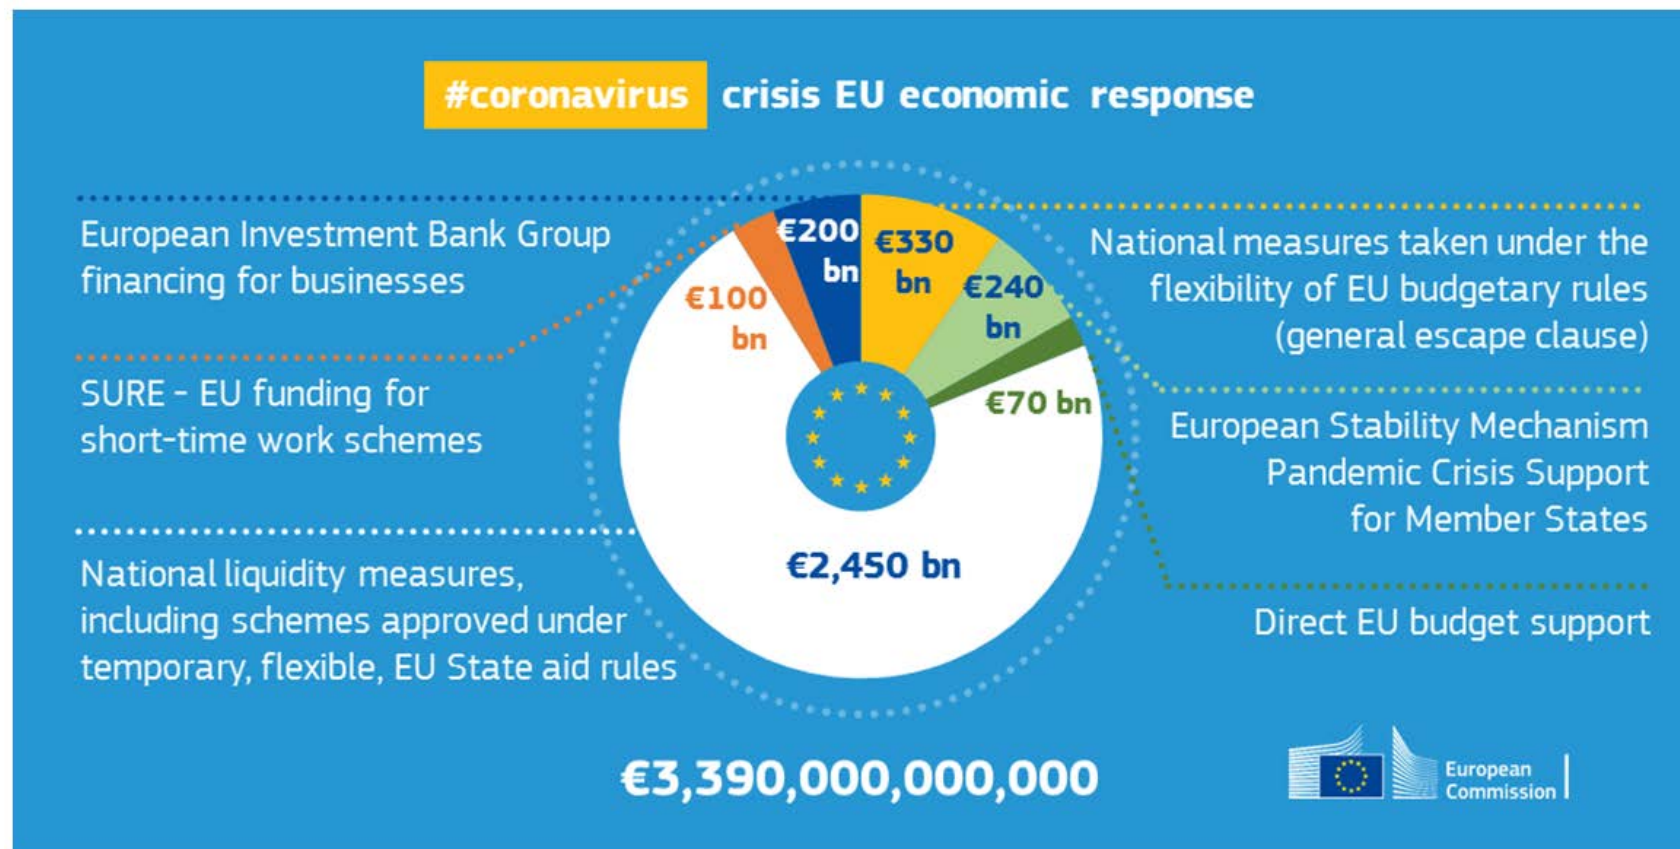 #coronavirus crisis EU economic response
European Investment Bank Group
financing for businesses
SURE - EU funding for
short-time work schemes
National liquidity measures,
including schemes approved under
temporary, flexible, EU State aid rules
€100
bn
€200
bn
€330
bn
€240
bn
€70 bn
€2,450 bn
National measures taken under the
flexibility of EU budgetary rules
(general escape clause)
European Stability Mechanism
Pandemic Crisis Support
for Member States
Direct EU budget support
€3,390,000,000,000
European
Commission